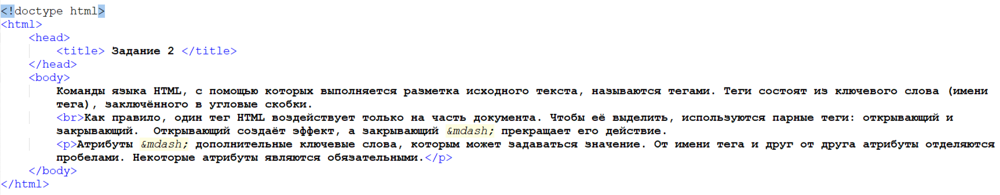 <!doctype html>
<html>
<head>
<title> Задание 2 </title>
</head>
<body>
Команды языка HTML, с помощью которых выполняется разметка исходного текста, называются тегами. Теги состоят из ключевого слова (имени
тега), заключённого в угловые скобки.
<br>Как правило, один тег HTML воздействует только на часть документа. Чтобы её выделить, используются парные теги: открывающий и
закрывающий.  Открывающий создаёт эффект, а закрывающий &mdash; прекращает его действие.
<p>Атрибуты &mdash; дополнительные ключевые слова, которым может задаваться значение. От имени тега и друг от друга атрибуты отделяются
пробелами. Некоторые атрибуты являются обязательными.</p>
</body>
</html>